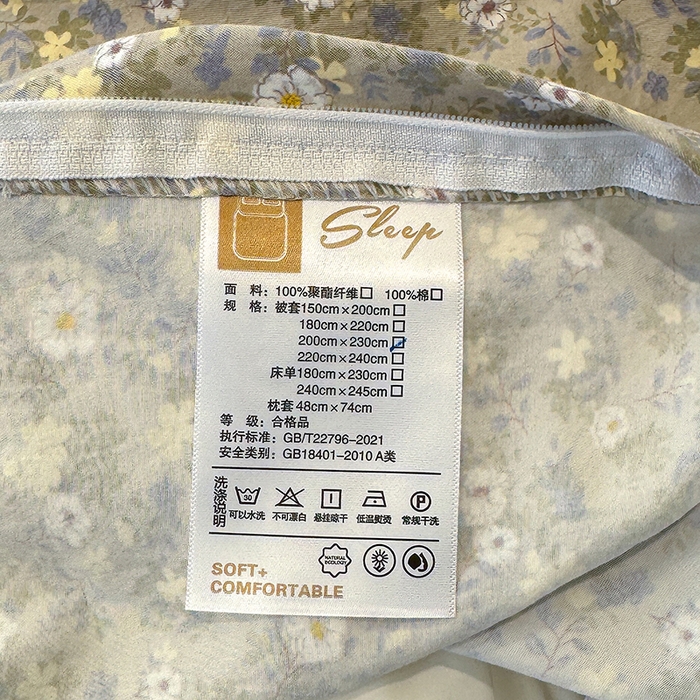 Sleep
面 料：100%聚酯纤维□ 100%棉□
规 格：被套150cm×200cm□
180cm×220cm□
200cm×230cm☑
220cm×240cm□
床单180cm×230cm□
240cm×245cm□
枕套 48cm×74cm
等 级：合格品
执行标准：GB/T22796-2021
安全类别：GB18401-2010 A类
洗涤说明
30
P
可以水洗 不可漂白 悬挂晾干 低温熨烫 常规干洗
NATURAL ECOLOGY
SOFT+
COMFORTABLE